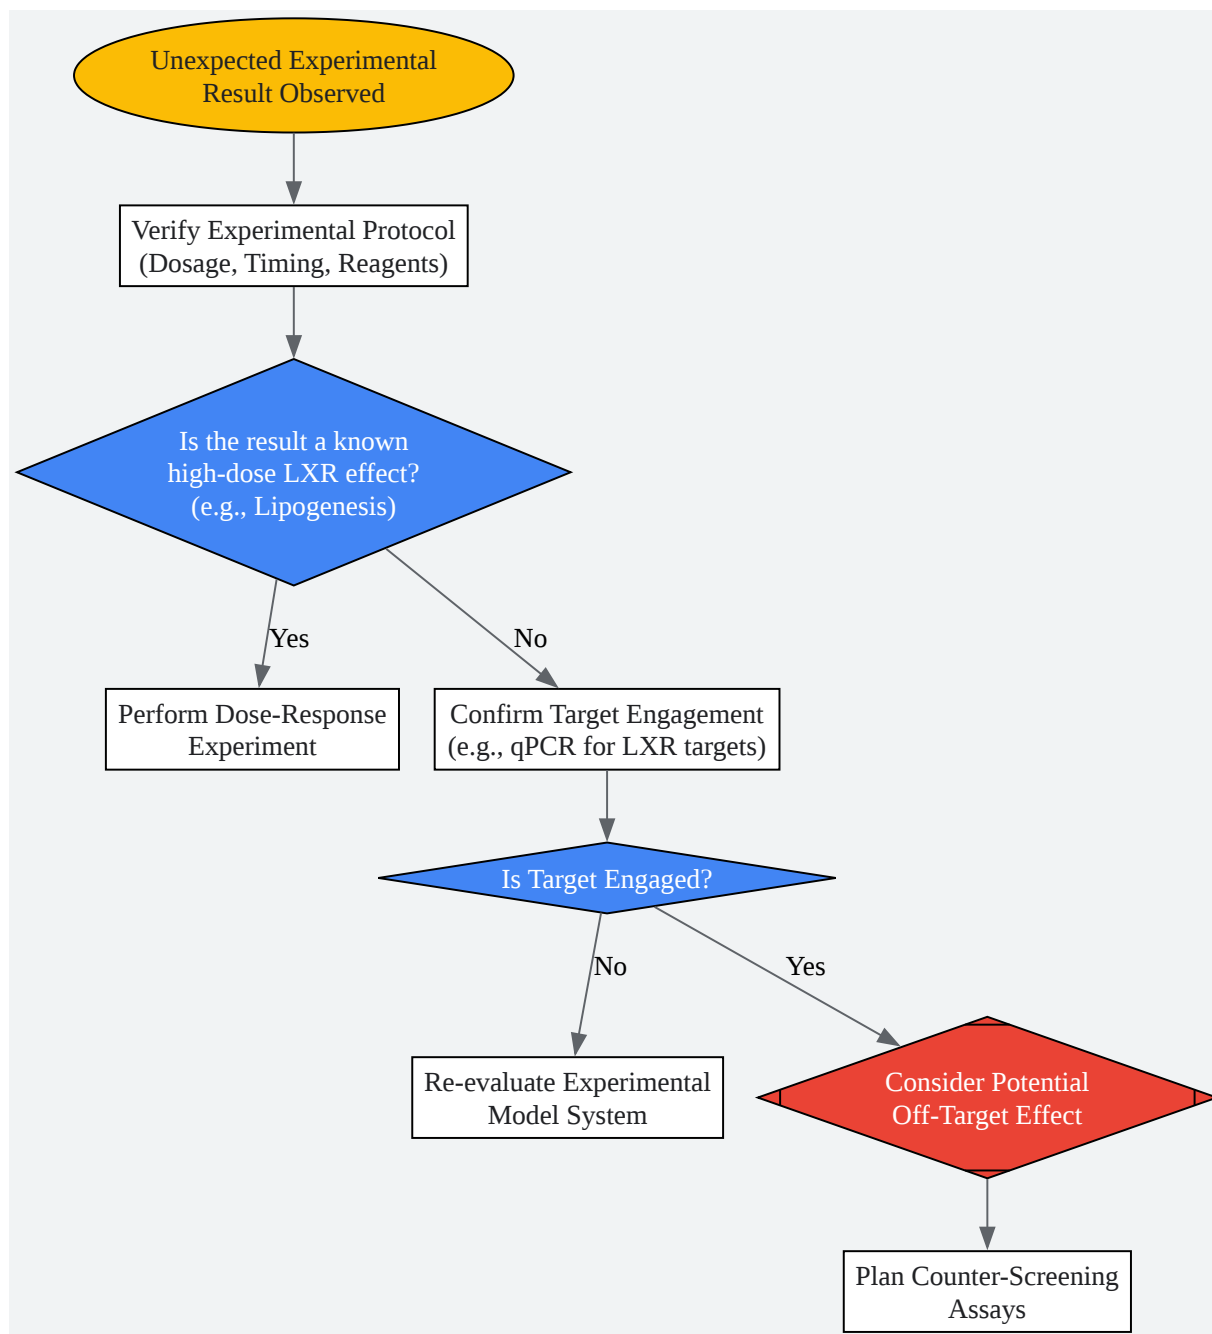 Unexpected Experimental
Result Observed
Verify Experimental Protocol
(Dosage, Timing, Reagents)
Is the result a known
high-dose LXR effect?
(e.g., Lipogenesis)
Yes
No
Perform Dose-Response
Experiment
Confirm Target Engagement
(e.g., qPCR for LXR targets)
Is Target Engaged?
No
Yes
Re-evaluate Experimental
Model System
Consider Potential
Off-Target Effect
Plan Counter-Screening
Assays